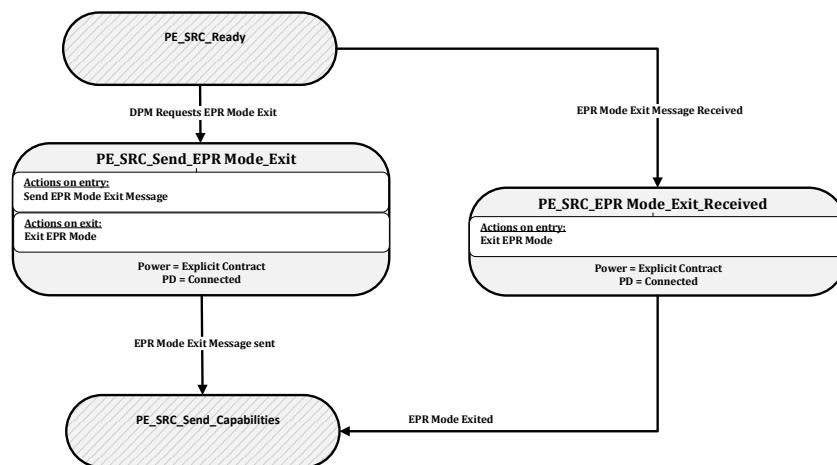 PE_SRC_Ready
DPM Requests EPR Mode Exit
EPR Mode Exit Message Received
PE_SRC_Send_EPR Mode_Exit
Actions on entry:
Send EPR Mode Exit Message
Actions on exit:
Exit EPR Mode
Power = Explicit Contract
PD = Connected
PE_SRC_EPR Mode_Exit_Received
Actions on entry:
Exit EPR Mode
Power = Explicit Contract
PD = Connected
EPR Mode Exit Message sent
PE_SRC_Send_Capabilities
EPR Mode Exited